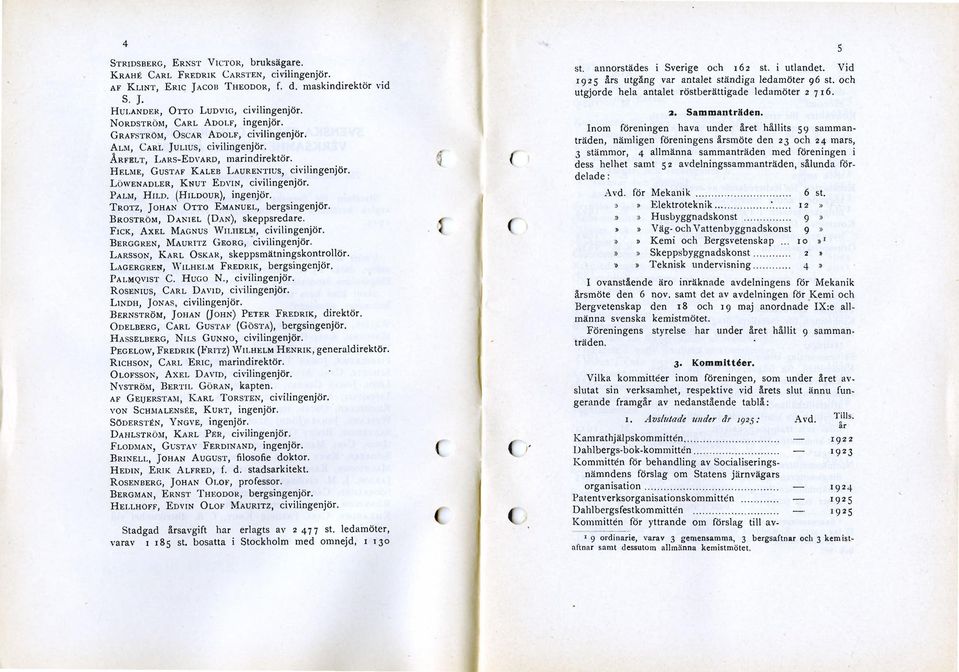 4
STRIDSBERG, ERNST VICTOR, bruksägare.
KRAHÉ CARL FREDRIK CARSTEN, civilingenjör.
AF KLINT, ERIC JACOB THEODOR, f. d. maskindirektör vid
S. J.
HULANDER, OTTO LUDVIG, civilingenjör.
NORDSTRÖM, CARL ADOLF, ingenjör.
GRAFSTRÖM, OSCAR ADOLF, civilingenjör.
ALM, CARL JULIUS, civilingenjör.
ÅRFELT, LARS-EDVARD, marindirektör.
HELME, GUSTAF KALEB LAURENTIUS, civilingenjör.
LÖWENADLER, KNUT EDVIN, civilingenjör.
PALM, HILD. (HILDOUR), ingenjör.
TROTZ, JOHAN OTTO EMANUEL, bergsingenjör.
BROSTRÖM, DANIEL (DAN), skeppsredare.
FICK, AXEL MAGNUS WILHELM, civilingenjör.
BERGGREN, MAURITZ GEORG, civilingenjör.
LARSSON, KARL OSKAR, skeppsmätningskontrollör.
LAGERGREN, WILHELM FREDRIK, bergsingenjör.
PALMQVIST C. HUGO N., civilingenjör.
ROSENIUS, CARL DAVID, civilingenjör.
LINDH, JONAS, civilingenjör.
BERNSTRÖM, JOHAN (JOHN) PETER FREDRIK, direktör.
ODELBERG, CARL GUSTAF (GÖSTA), bergsingenjör.
HASSELBERG, NILS GUNNO, civilingenjör.
PEGELOW, FREDRIK (FRITZ) WILHELM HENRIK, generaldirektör.
RICHSON, CARL ERIC, marindirektör.
OLOFSSON, AXEL DAVID, civilingenjör.
NYSTRÖM, BERTIL GÖRAN, kapten.
AF GEIJERSTAM, KARL TORSTEN, civilingenjör.
VON SCHMALENSÉE, KURT, ingenjör.
SÖDERSTÉN, YNGVE, ingenjör.
DAHLSTRÖM, KARL PER, civilingenjör.
FLODMAN, GUSTAV FERDINAND, ingenjör.
BRINELL, JOHAN AUGUST, filosofie doktor.
HEDIN, ERIK ALFRED, f. d. stadsarkitekt.
ROSENBERG, JOHAN OLOF, professor.
BERGMAN, ERNST THEODOR, bergsingenjör.
HELLHOFF, EDVIN OLOF MAURITZ, civilingenjör.
Stadgad årsavgift har erlagts av 2 477 st. ledamöter,
varav 1 185 st. bosatta i Stockholm med omnejd, 1 130
5
st. annorstädes i Sverige och 162 st. i utlandet. Vid
1925 års utgång var antalet ständiga ledamöter 96 st. och
utgjorde hela antalet röstberättigade ledamöter 2 716.
2. Sammanträden.
Inom föreningen hava under året hållits 59 samman-
träden, nämligen föreningens årsmöte den 23 och 24 mars,
3 stämmor, 4 allmänna sammanträden med föreningen i
dess helhet samt 52 avdelningssammanträden, sålunda för-
delade:
Avd. för Mekanik .............................. 6 st.
» » Elektroteknik .............................. 12 »
» » Husbyggnadskonst ............... 9 »
» » Väg- och Vattenbyggnadskonst 9 »
» » Kemi och Bergsvetenskap ... 10 »¹
» » Skeppsbyggnadskonst ............ 2 »
» » Teknisk undervisning ............ 4 »
I ovanstående äro inräknade avdelningens för Mekanik
årsmöte den 6 nov. samt det av avdelningen för Kemi och
Bergvetenskap den 18 och 19 maj anordnade IX:e all-
männa svenska kemistmötet.
Föreningens styrelse har under året hållit 9 samman-
träden.
3. Kommittéer.
Vilka kommittéer inom föreningen, som under året av-
slutat sin verksamhet, respektive vid årets slut ännu fun-
gerande framgår av nedanstående tablå:
1. Avslutade under år 1925: Avd. Tills. år
Kamrathjälpskommittén .............................. — 1922
Dahlbergs-bok-kommittén ........................... — 1923
Kommittén för behandling av Socialiserings-
nämndens förslag om Statens järnvägars
organisation .......................................... — 1924
Patentverksorganisationskommittén ............ — 1925
Dahlbergsfestkommittén ........................... — 1925
Kommittén för yttrande om förslag till av-
¹ 9 ordinarie, varav 3 gemensamma, 3 bergsaftnar och 3 kemist-
aftnar samt dessutom allmänna kemistmötet.